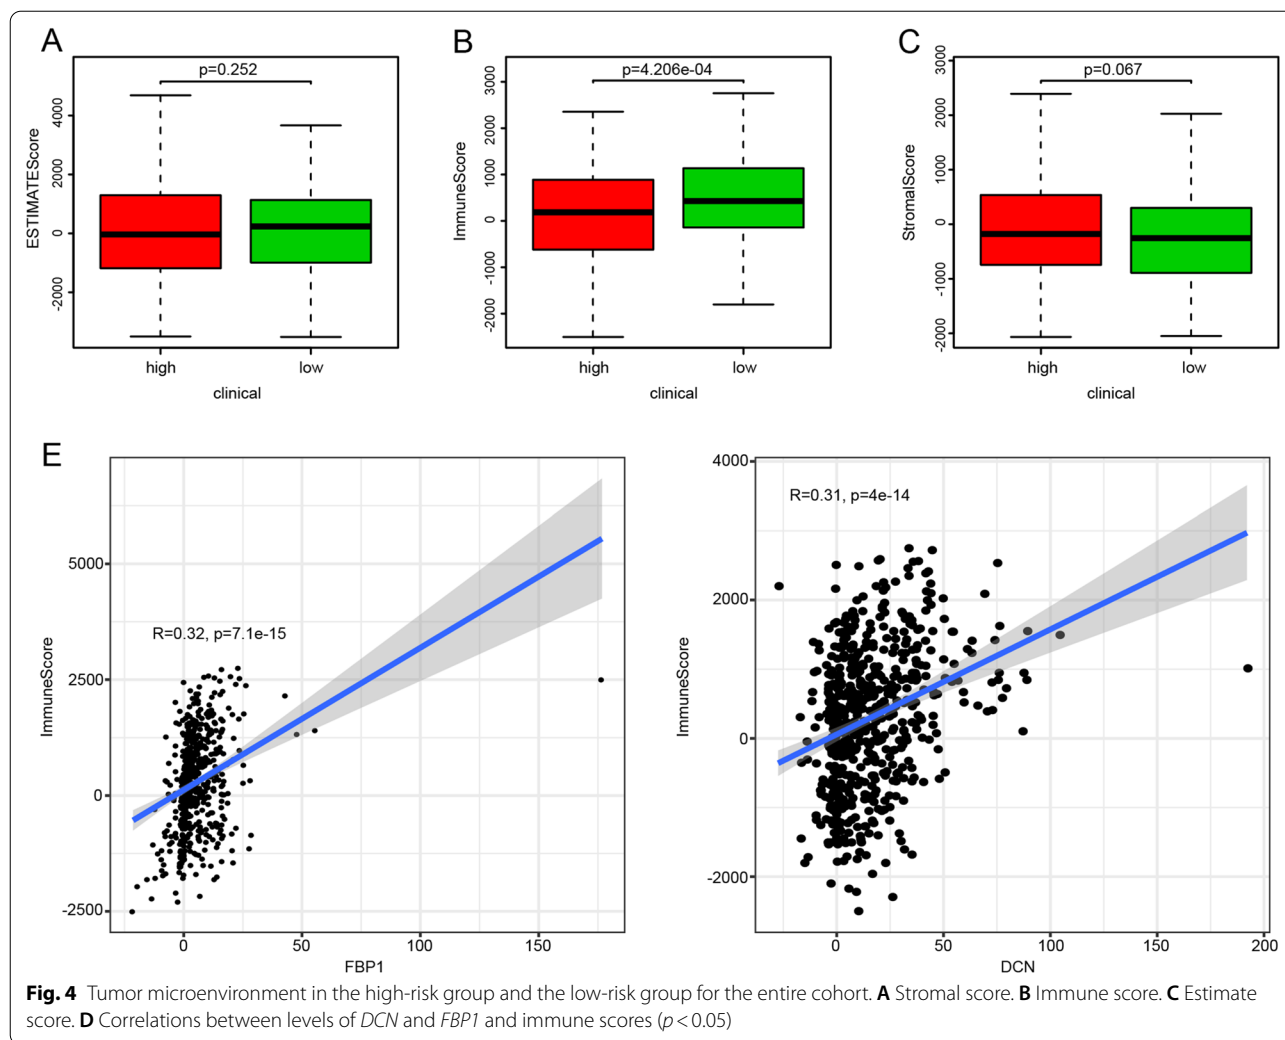 A
B
C
p=0.252
p=4.206e-04
p=0.067
ESTIMATEScore
4000
2000
0
-2000
high
low
clinical
ImmuneScore
3000
2000
1000
0
-1000
-2000
high
low
clinical
StromalScore
3000
2000
1000
0
-1000
-2000
high
low
clinical
E
R=0.32, p=7.1e-15
ImmuneScore
5000
2500
0
-2500
0
50
100
150
FBP1
R=0.31, p=4e-14
ImmuneScore
4000
2000
0
-2000
0
50
100
150
200
DCN
Fig. 4 Tumor microenvironment in the high-risk group and the low-risk group for the entire cohort. A Stromal score. B Immune score. C Estimate
score. D Correlations between levels of DCN and FBP1 and immune scores (p < 0.05)